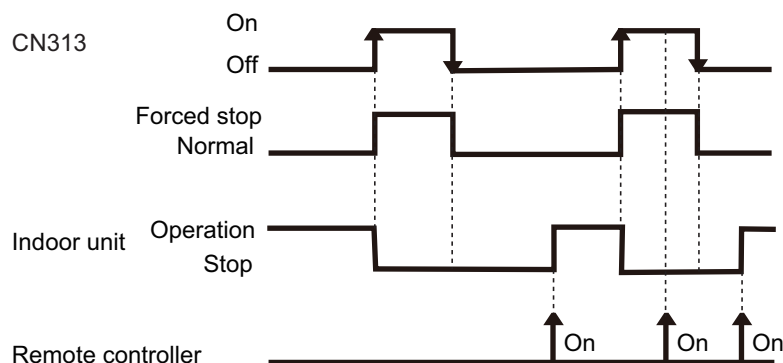 On
CN313
Off
Forced stop
Normal
Operation
Indoor unit
Stop
On On On
Remote controller